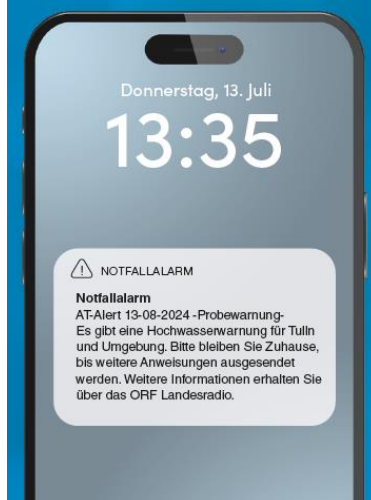 Donnerstag, 13. Juli
13:35
NOTFALLALARM
Notfallalarm
AT-Alert 13-08-2024 -Probewarnung-
Es gibt eine Hochwasserwarnung für Tulln
und Umgebung. Bitte bleiben Sie Zuhause,
bis weitere Anweisungen ausgesendet
werden. Weitere Informationen erhalten Sie
über das ORF Landesradio.